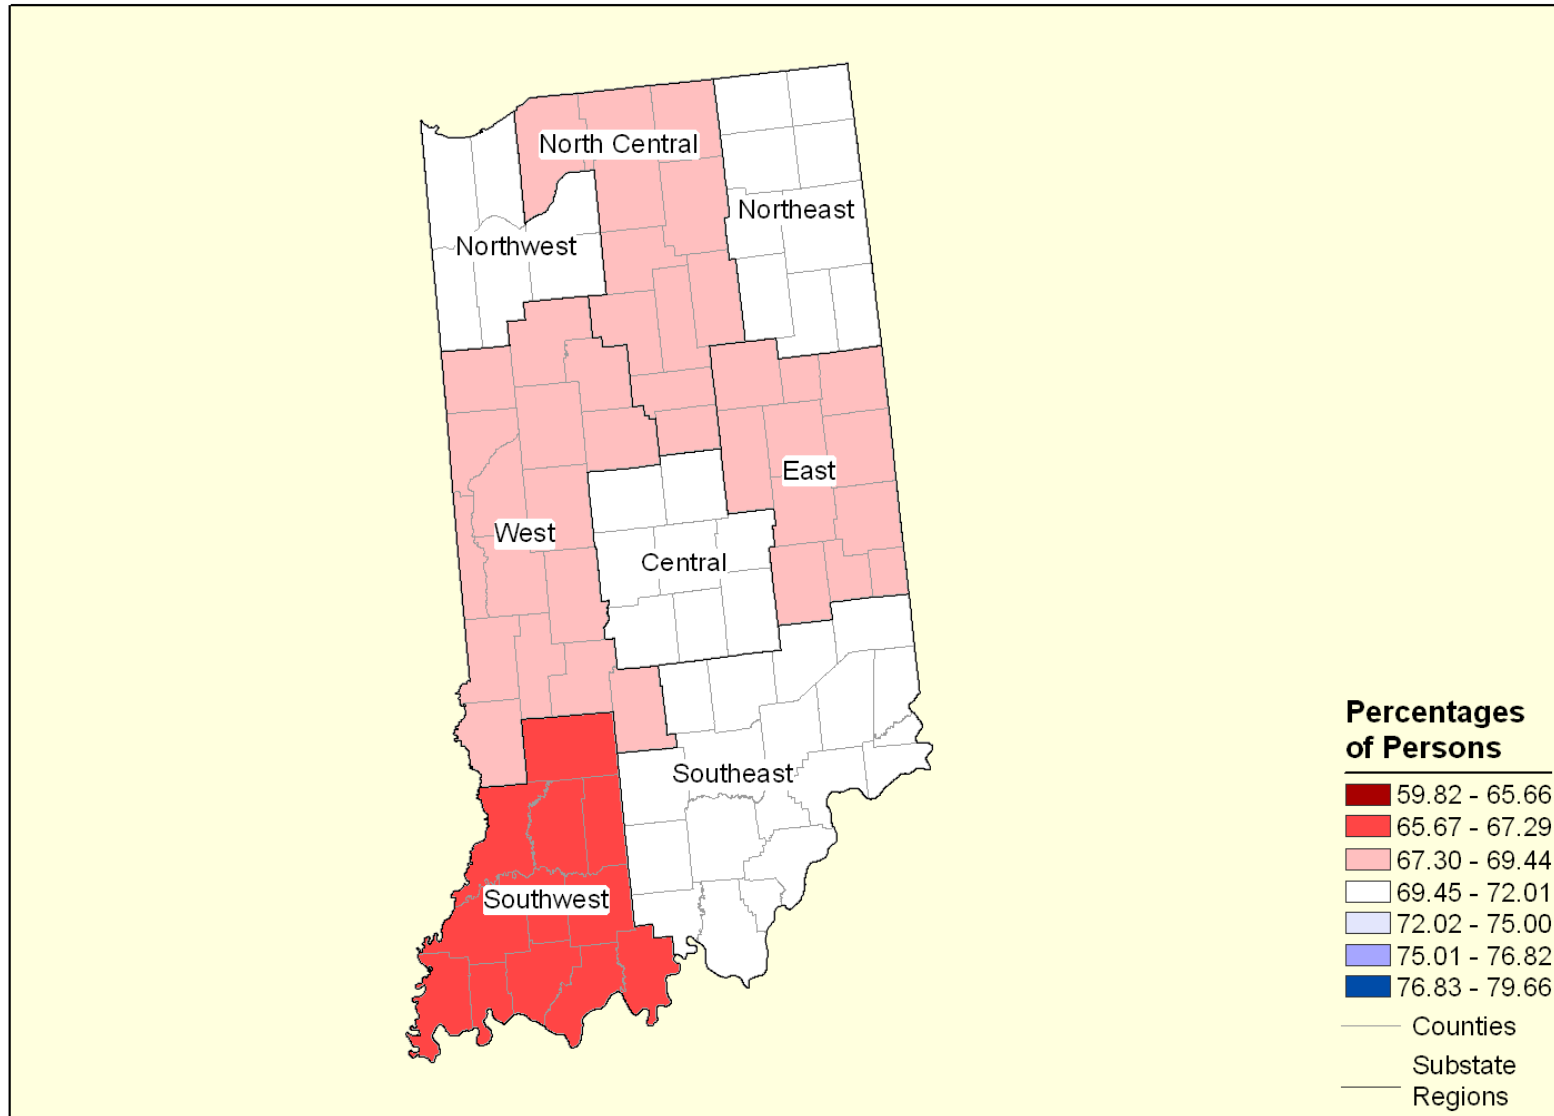 North Central
Northeast
Northwest
East
West
Central
Southeast
Southwest
Percentages
of Persons
59.82 - 65.66
65.67 - 67.29
67.30 - 69.44
69.45 - 72.01
72.02 - 75.00
75.01 - 76.82
76.83 - 79.66
Counties
Substate
Regions